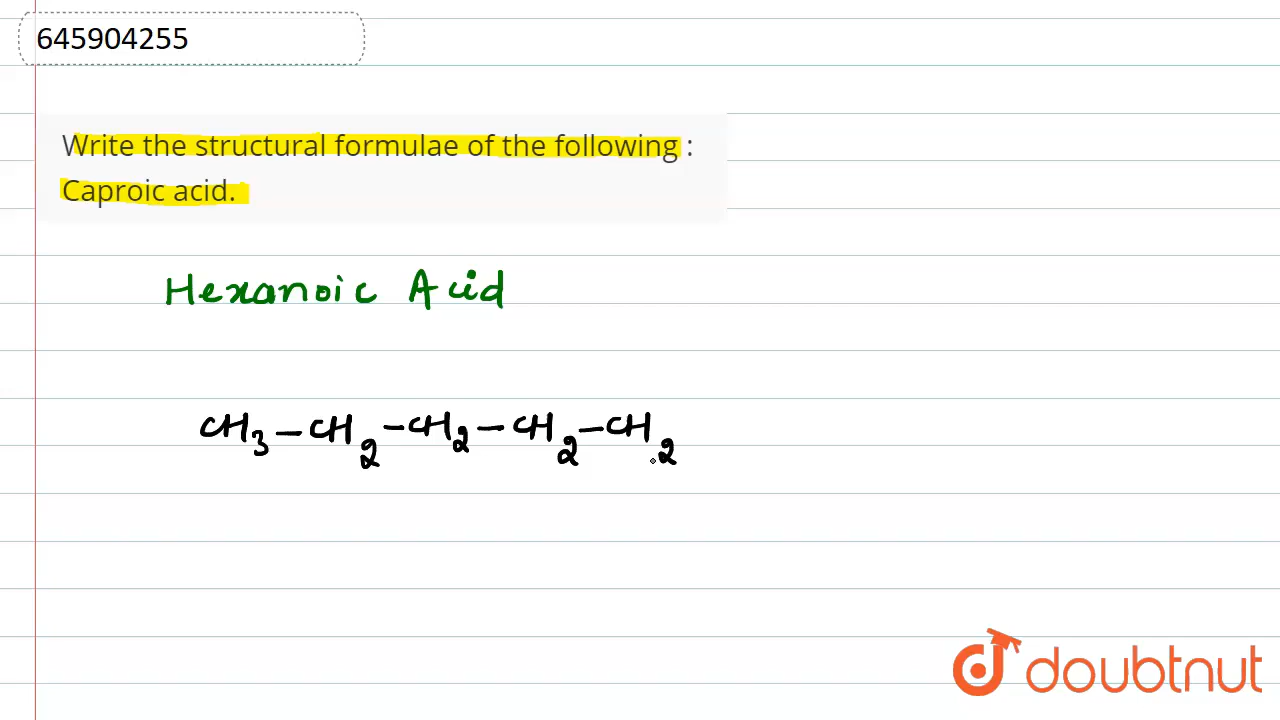 645904255
Write the structural formulae of the following :
Caproic acid.
Hexanoic Acid
CH₃-CH₂-CH₂-CH₂-CH₂
doubtnut